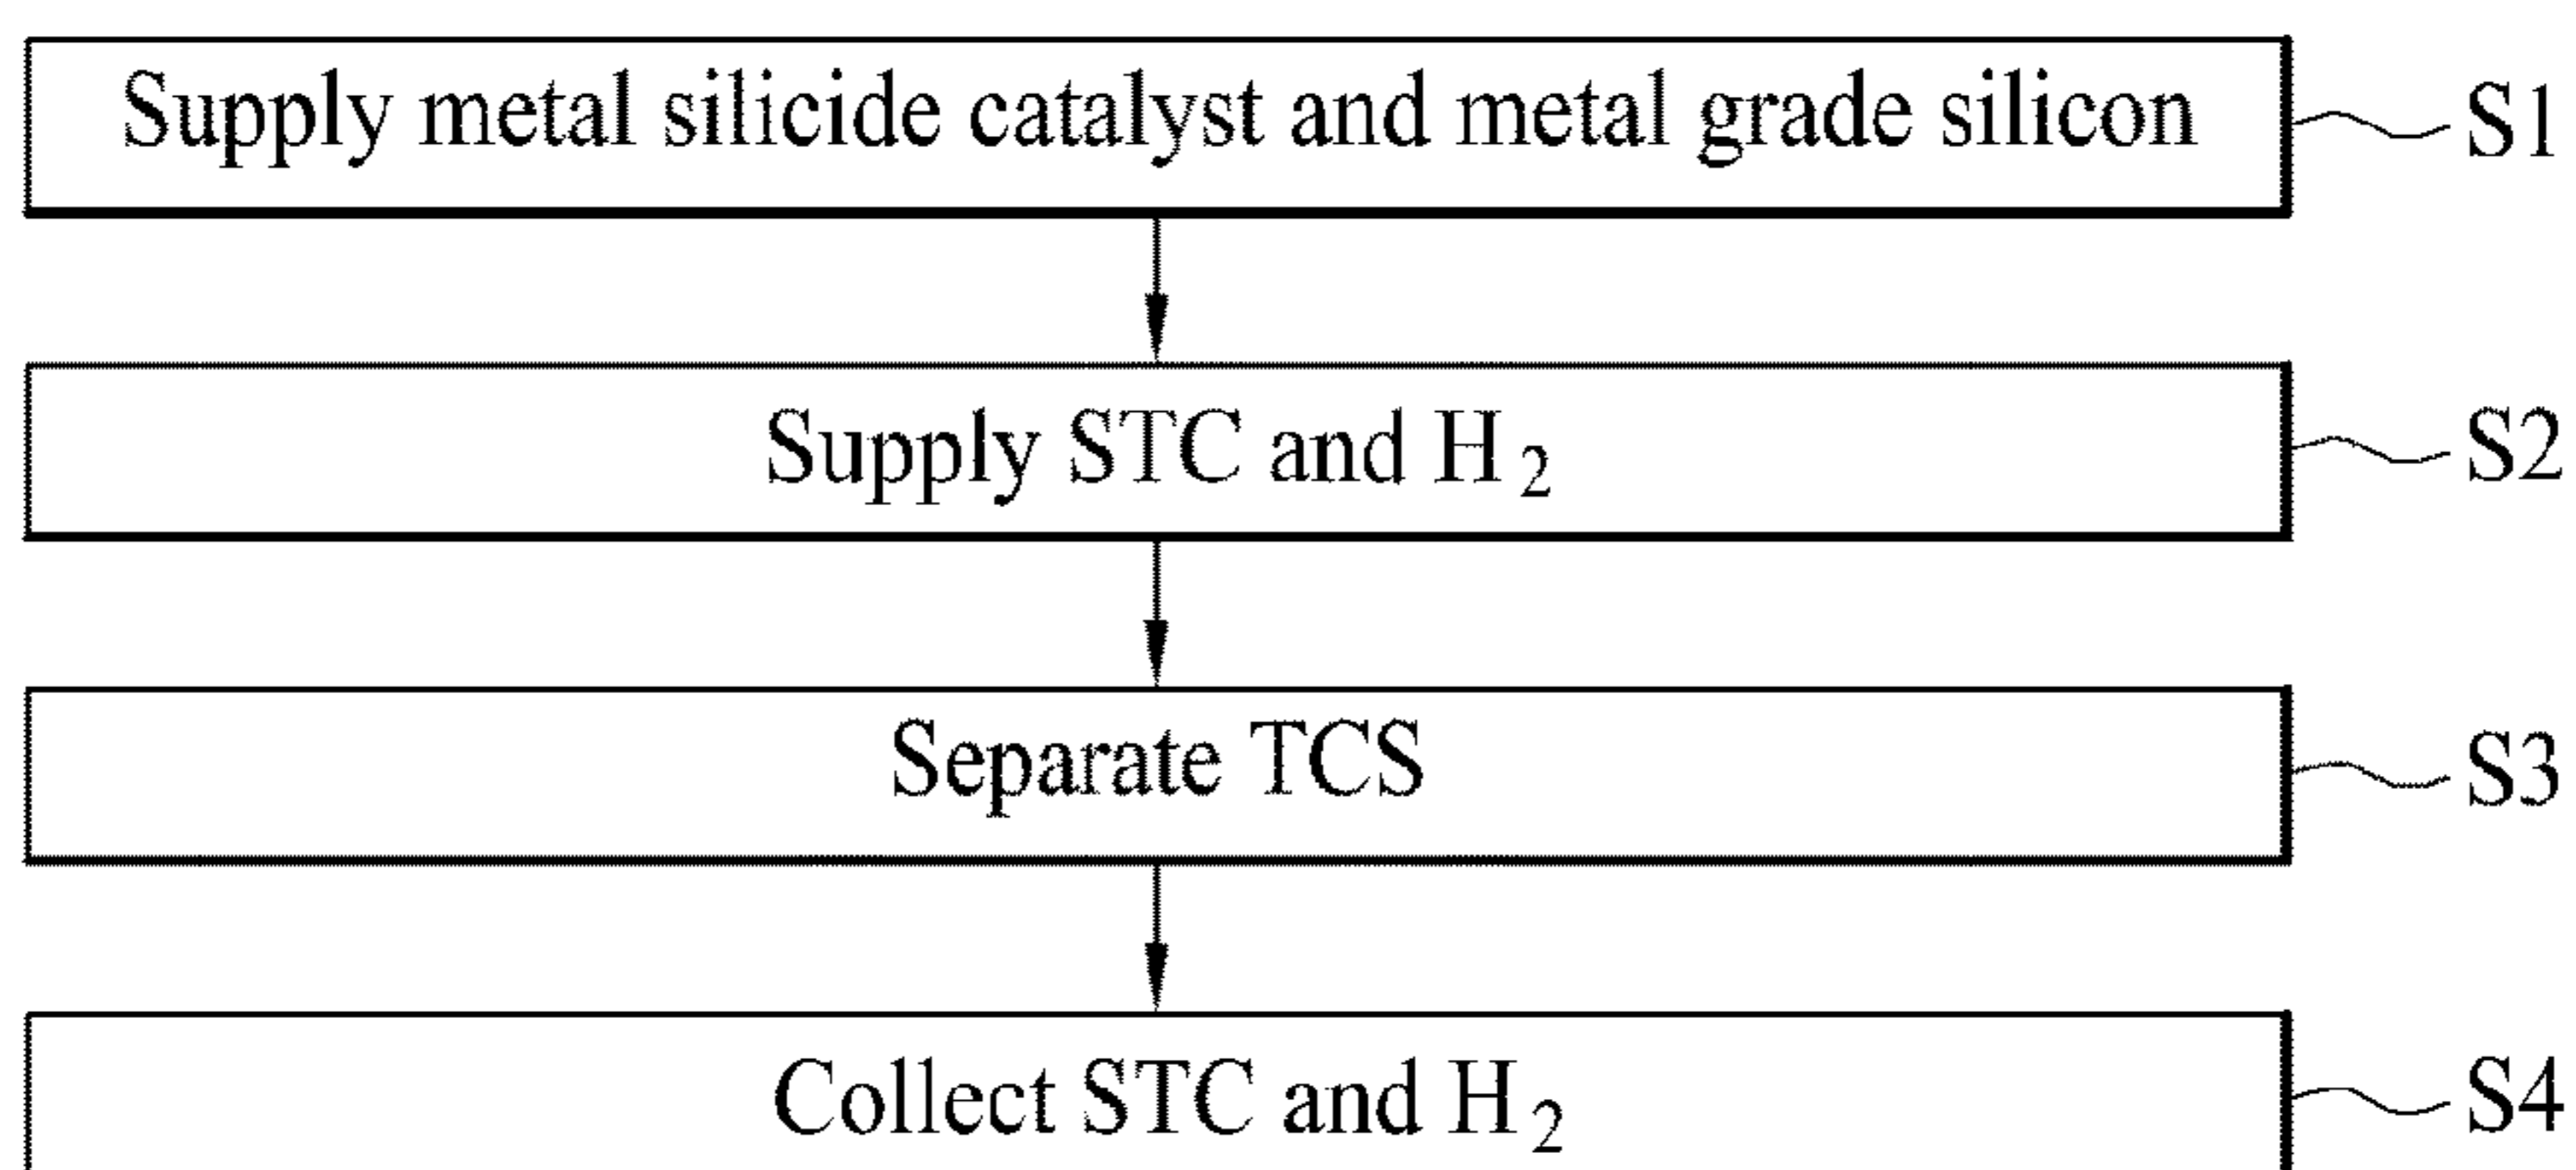 Supply metal silicide catalyst and metal grade silicon S1
Supply STC and H2 S2
Separate TCS S3
Collect STC and H2 S4